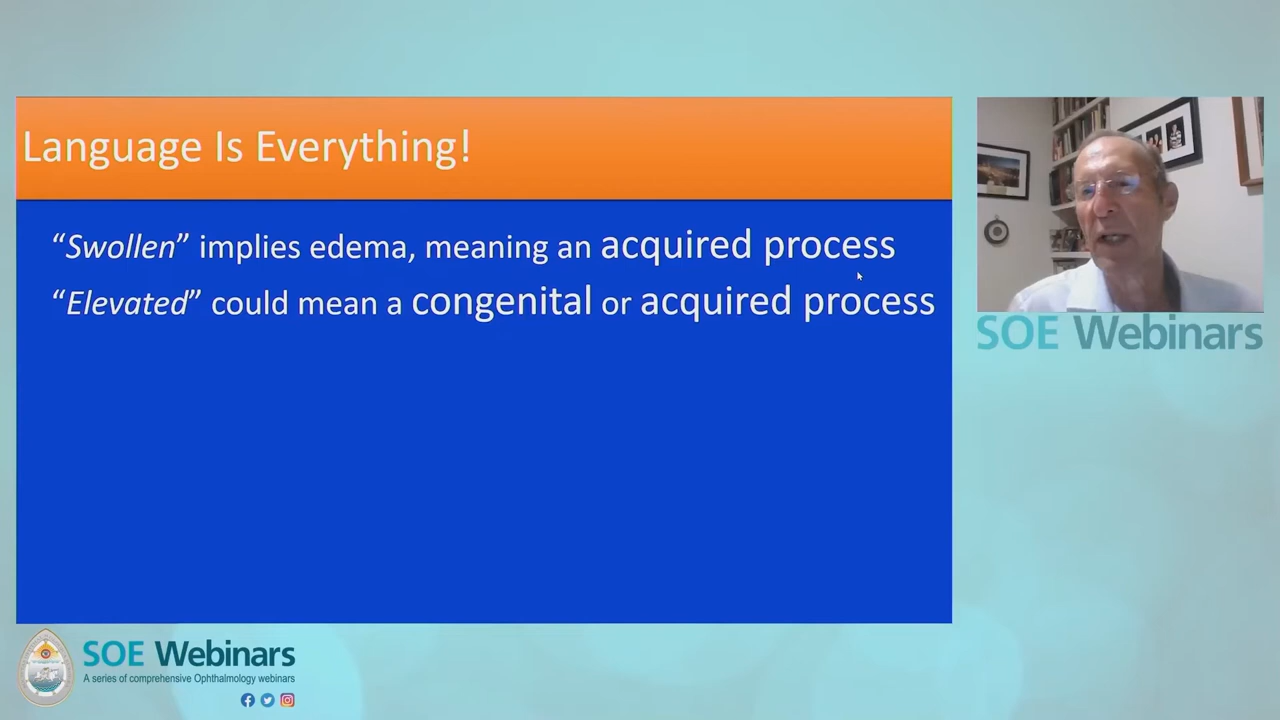 Language Is Everything!
“Swollen” implies edema, meaning an acquired process
“Elevated” could mean a congenital or acquired process
SOE Webinars
SOE Webinars
A series of comprehensive Ophthalmology webinars